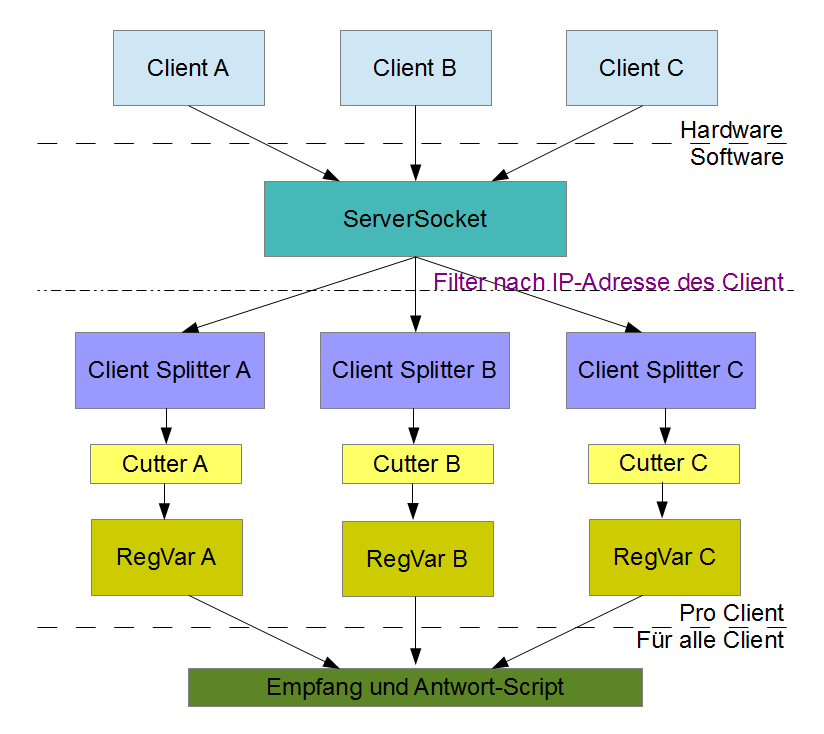 Client A
Client B
Client C
Hardware
Software
ServerSocket
Filter nach IP-Adresse des Client
Client Splitter A
Client Splitter B
Client Splitter C
Cutter A
Cutter B
Cutter C
RegVar A
RegVar B
RegVar C
Pro Client
Für alle Client
Empfang und Antwort-Script